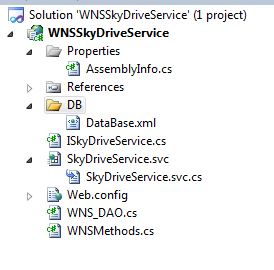 Solution 'WNSSkyDriveService' (1 project)
WNSSkyDriveService
Properties
AssemblyInfo.cs
References
DB
DataBase.xml
ISkyDriveService.cs
SkyDriveService.svc
SkyDriveService.svc.cs
Web.config
WNS_DAO.cs
WNSMethods.cs